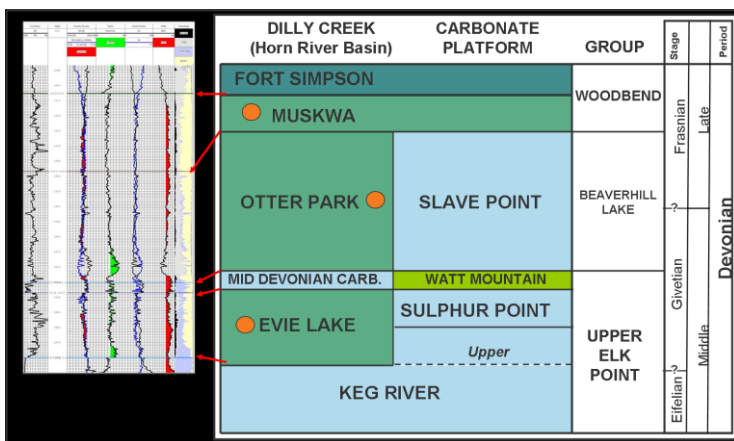 DILLY CREEK
(Horn River Basin)
CARBONATE
PLATFORM
GROUP
Stage
Period
FORT SIMPSON
WOODBEND
MUSKWA
Frasnian
Late
OTTER PARK
SLAVE POINT
BEAVERHILL
LAKE
?
Devonian
MID DEVONIAN CARB.
WATT MOUNTAIN
Givetian
EVIE LAKE
SULPHUR POINT
UPPER
ELK
POINT
Middle
Upper
?
KEG RIVER
Eifelian